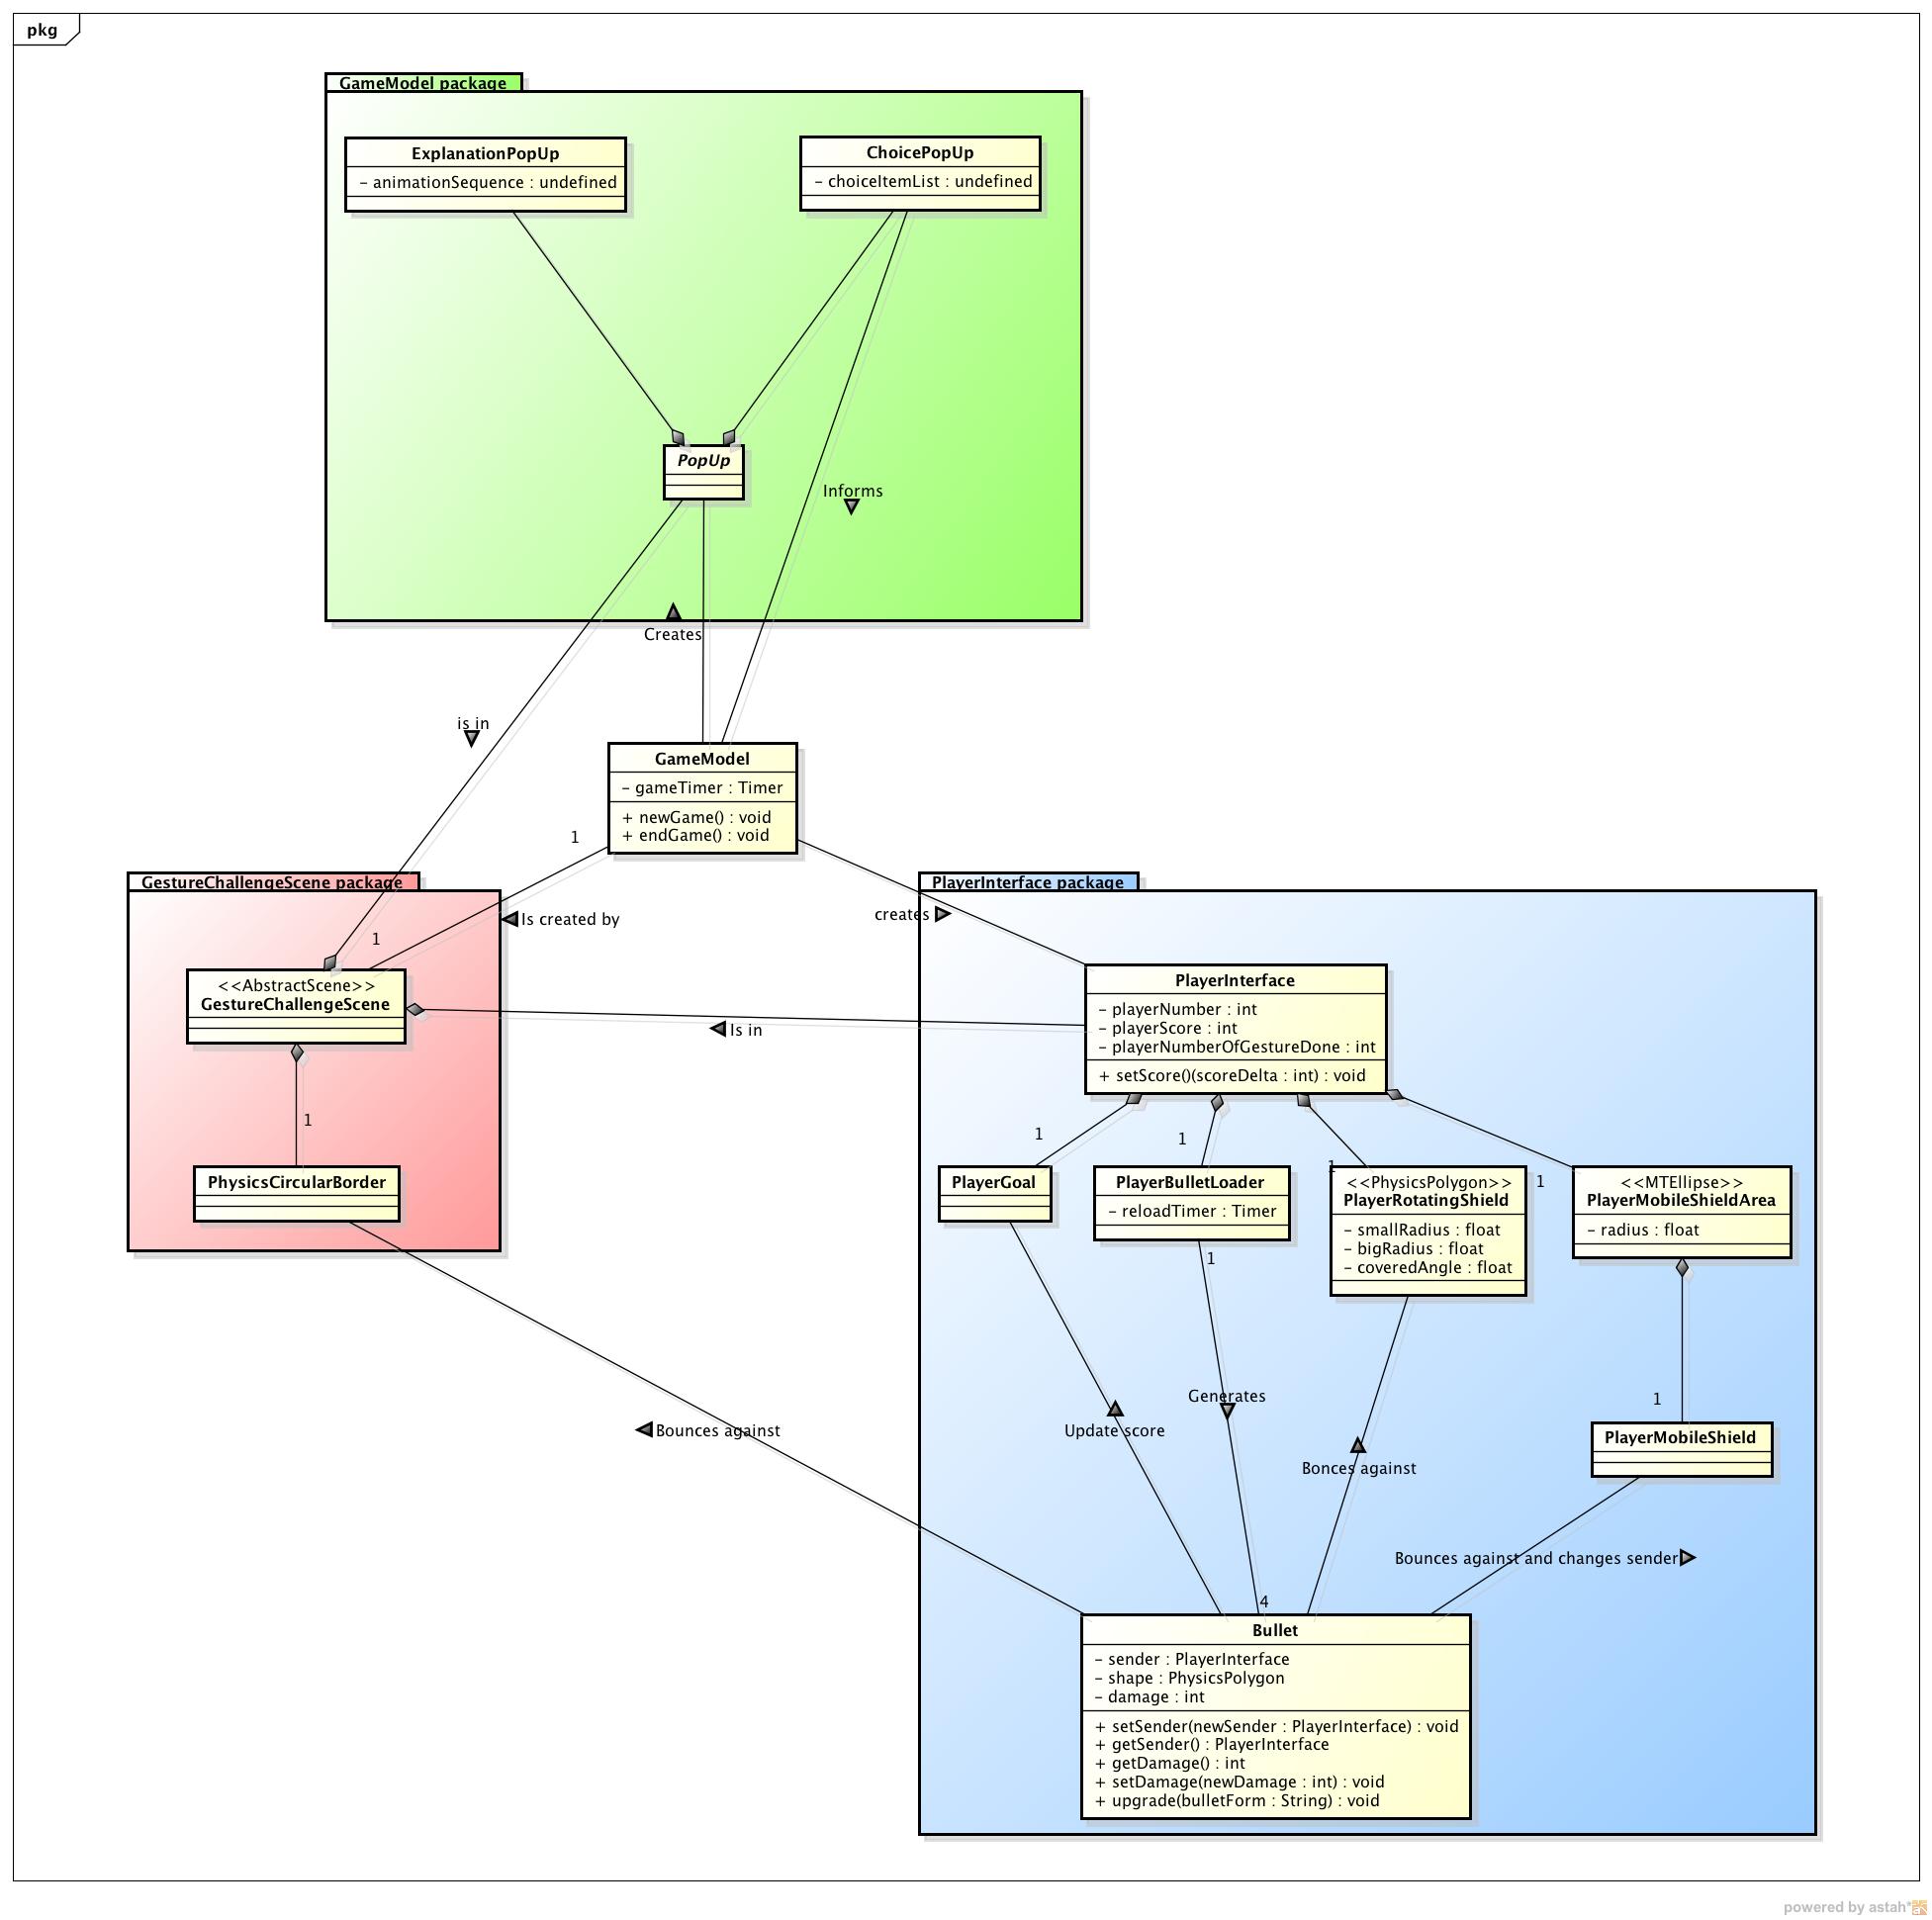 pkg
GameModel package
ExplanationPopUp
- animationSequence : undefined
ChoicePopUp
- choiceItemList : undefined
PopUp
Informs
Creates
is in
GameModel
- gameTimer : Timer
+ newGame() : void
+ endGame() : void
1
GestureChallengeScene package
Is created by
1
<<AbstractScene>>
GestureChallengeScene
1
PhysicsCircularBorder
Is in
creates
PlayerInterface package
PlayerInterface
- playerNumber : int
- playerScore : int
- playerNumberOfGestureDone : int
+ setScore()(scoreDelta : int) : void
1
1
1
1
PlayerGoal
PlayerBulletLoader
- reloadTimer : Timer
<<PhysicsPolygon>>
PlayerRotatingShield
- smallRadius : float
- bigRadius : float
- coveredAngle : float
<<MTEllipse>>
PlayerMobileShieldArea
- radius : float
1
Generates
Update score
Bonces against
1
PlayerMobileShield
Bounces against
Bounces against and changes sender
4
Bullet
- sender : PlayerInterface
- shape : PhysicsPolygon
- damage : int
+ setSender(newSender : PlayerInterface) : void
+ getSender() : PlayerInterface
+ getDamage() : int
+ setDamage(newDamage : int) : void
+ upgrade(bulletForm : String) : void
powered by astah*